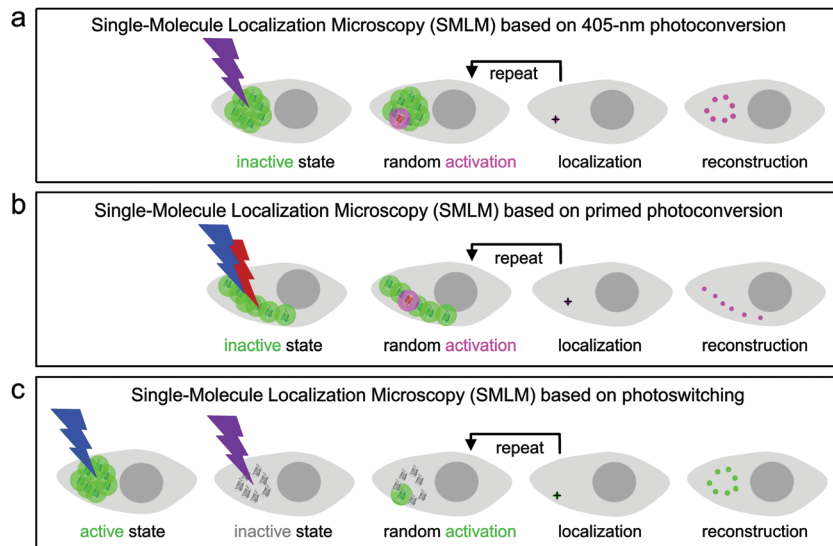 a
Single-Molecule Localization Microscopy (SMLM) based on 405-nm photoconversion
repeat
inactive state
random activation
localization
reconstruction
b
Single-Molecule Localization Microscopy (SMLM) based on primed photoconversion
repeat
inactive state
random activation
localization
reconstruction
c
Single-Molecule Localization Microscopy (SMLM) based on photoswitching
repeat
active state
inactive state
random activation
localization
reconstruction